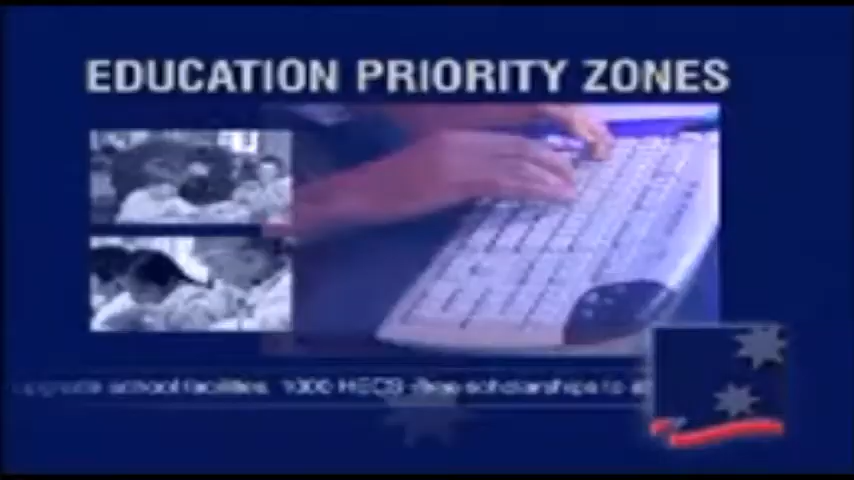 EDUCATION PRIORITY ZONES
upgrade school facilities. 1000 HECS-free scholarships to